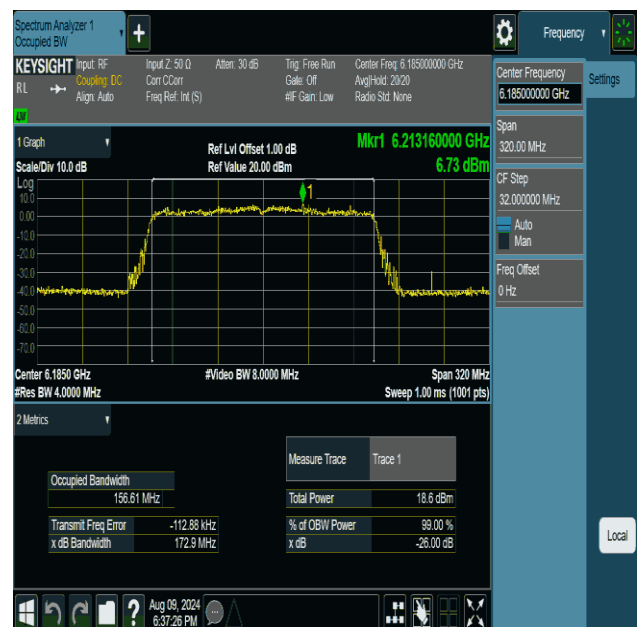 Spectrum Analyzer 1
Occupied BW
+
Frequency
KEYSIGHT
RL
Input: RF
Coupling: DC
Align: Auto
Input Z: 50 Ω
Corr CCorr
Freq Ref: Int (S)
Atten: 30 dB
Trig: Free Run
Gate: Off
#IF Gain: Low
Center Freq: 6.185000000 GHz
Avg|Hold: 20/20
Radio Std: None
Center Frequency
6.185000000 GHz
Settings
Span
320.00 MHz
CF Step
32.000000 MHz
Auto
Man
Freq Offset
0 Hz
Local
1 Graph
Scale/Div 10.0 dB
Ref Lvl Offset 1.00 dB
Ref Value 20.00 dBm
Mkr1 6.213160000 GHz
6.73 dBm
Log
10.0
0.00
-10.0
-20.0
-30.0
-40.0
-50.0
-60.0
-70.0
1
Center 6.1850 GHz
#Res BW 4.0000 MHz
#Video BW 8.0000 MHz
Span 320 MHz
Sweep 1.00 ms (1001 pts)
2 Metrics
Measure Trace
Trace 1
Occupied Bandwidth
156.61 MHz
Total Power
18.6 dBm
Transmit Freq Error
-112.88 kHz
% of OBW Power
99.00 %
x dB Bandwidth
172.9 MHz
x dB
-26.00 dB
?
Aug 09, 2024
6:37:26 PM